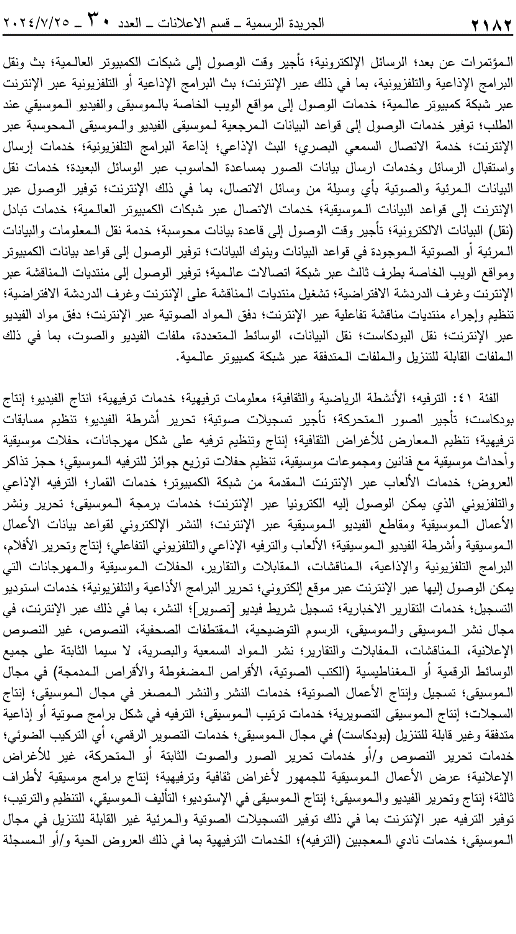 ٢١٨٢ الجريدة الرسمية ـ قسم الاعلانات ـ العدد ٣٠ ـ ٢٠٢٤/٧/٢٥
المؤتمرات عن بعد؛ الرسائل الإلكترونية؛ تأجير وقت الوصول إلى شبكات الكمبيوتر العالمية؛ بث ونقل
البرامج الإذاعية والتلفزيونية، بما في ذلك عبر الإنترنت؛ بث البرامج الإذاعية أو التلفزيونية عبر الإنترنت
عبر شبكة كمبيوتر عالمية؛ خدمات الوصول إلى مواقع الويب الخاصة بالموسيقى والفيديو الموسيقي عند
الطلب؛ توفير خدمات الوصول إلى قواعد البيانات المرجعية لموسيقى الفيديو والموسيقى المحوسبة عبر
الإنترنت؛ خدمة الاتصال السمعي البصري؛ البث الإذاعي؛ إذاعة البرامج التلفزيونية؛ خدمات إرسال
واستقبال الرسائل وخدمات ارسال بيانات الصور بمساعدة الحاسوب عبر الوسائل البعيدة؛ خدمات نقل
البيانات المرئية والصوتية بأي وسيلة من وسائل الاتصال، بما في ذلك الإنترنت؛ توفير الوصول عبر
الإنترنت إلى قواعد البيانات الموسيقية؛ خدمات الاتصال عبر شبكات الكمبيوتر العالمية؛ خدمات تبادل
(نقل) البيانات الالكترونية؛ تأجير وقت الوصول إلى قاعدة بيانات محوسبة؛ خدمة نقل المعلومات والبيانات
المرئية أو الصوتية الموجودة في قواعد البيانات وبنوك البيانات؛ توفير الوصول إلى قواعد بيانات الكمبيوتر
ومواقع الويب الخاصة بطرف ثالث عبر شبكة اتصالات عالمية؛ توفير الوصول إلى منتديات المناقشة عبر
الإنترنت وغرف الدردشة الافتراضية؛ تشغيل منتديات المناقشة على الإنترنت وغرف الدردشة الافتراضية؛
تنظيم وإجراء منتديات مناقشة تفاعلية عبر الإنترنت؛ دفق المواد الصوتية عبر الإنترنت؛ دفق مواد الفيديو
عبر الإنترنت؛ نقل البودكاست؛ نقل البيانات، الوسائط المتعددة، ملفات الفيديو والصوت، بما في ذلك
الملفات القابلة للتنزيل والملفات المتدفقة عبر شبكة كمبيوتر عالمية.
الفئة ٤١: الترفيه؛ الأنشطة الرياضية والثقافية؛ معلومات ترفيهية؛ خدمات ترفيهية؛ انتاج الفيديو؛ إنتاج
بودكاست؛ تأجير الصور المتحركة؛ تأجير تسجيلات صوتية؛ تحرير أشرطة الفيديو؛ تنظيم مسابقات
ترفيهية؛ تنظيم المعارض للأغراض الثقافية؛ إنتاج وتنظيم ترفيه على شكل مهرجانات، حفلات موسيقية
وأحداث موسيقية مع فنانين ومجموعات موسيقية، تنظيم حفلات توزيع جوائز للترفيه الموسيقي؛ حجز تذاكر
العروض؛ خدمات الألعاب عبر الإنترنت المقدمة من شبكة الكمبيوتر؛ خدمات القمار؛ الترفيه الإذاعي
والتلفزيوني الذي يمكن الوصول إليه الكترونيا عبر الإنترنت؛ خدمات برمجة الموسيقى؛ تحرير ونشر
الأعمال الموسيقية ومقاطع الفيديو الموسيقية عبر الإنترنت؛ النشر الإلكتروني لقواعد بيانات الأعمال
الموسيقية وأشرطة الفيديو الموسيقية؛ الألعاب والترفيه الإذاعي والتلفزيوني التفاعلي؛ إنتاج وتحرير الأفلام،
البرامج التلفزيونية والإذاعية، المناقشات، المقابلات والتقارير، الحفلات الموسيقية والمهرجانات التي
يمكن الوصول إليها عبر الإنترنت عبر موقع إلكتروني؛ تحرير البرامج الأذاعية والتلفزيونية؛ خدمات استوديو
التسجيل؛ خدمات التقارير الاخبارية؛ تسجيل شريط فيديو [تصوير]؛ النشر، بما في ذلك عبر الإنترنت، في
مجال نشر الموسيقى والموسيقى، الرسوم التوضيحية، المقتطفات الصحفية، النصوص، غير النصوص
الإعلانية، المناقشات، المقابلات والتقارير؛ نشر المواد السمعية والبصرية، لا سيما الثابتة على جميع
الوسائط الرقمية أو المغناطيسية (الكتب الصوتية، الأقراص المضغوطة والأقراص المدمجة) في مجال
الموسيقى؛ تسجيل وإنتاج الأعمال الصوتية؛ خدمات النشر والنشر المصغر في مجال الموسيقى؛ إنتاج
السجلات؛ إنتاج الموسيقى التصويرية؛ خدمات ترتيب الموسيقى؛ الترفيه في شكل برامج صوتية أو إذاعية
متدفقة وغير قابلة للتنزيل (بودكاست) في مجال الموسيقى؛ خدمات التصوير الرقمي، أي التركيب الضوئي؛
خدمات تحرير النصوص و/أو خدمات تحرير الصور والصوت الثابتة أو المتحركة، غير للأغراض
الإعلانية؛ عرض الأعمال الموسيقية للجمهور لأغراض ثقافية وترفيهية؛ إنتاج برامج موسيقية لأطراف
ثالثة؛ إنتاج وتحرير الفيديو والموسيقى؛ إنتاج الموسيقى في الإستوديو؛ التأليف الموسيقي، التنظيم والترتيب؛
توفير الترفيه عبر الإنترنت بما في ذلك توفير التسجيلات الصوتية والمرئية غير القابلة للتنزيل في مجال
الموسيقى؛ خدمات نادي المعجبين (الترفيه)؛ الخدمات الترفيهية بما في ذلك العروض الحية و/أو المسجلة